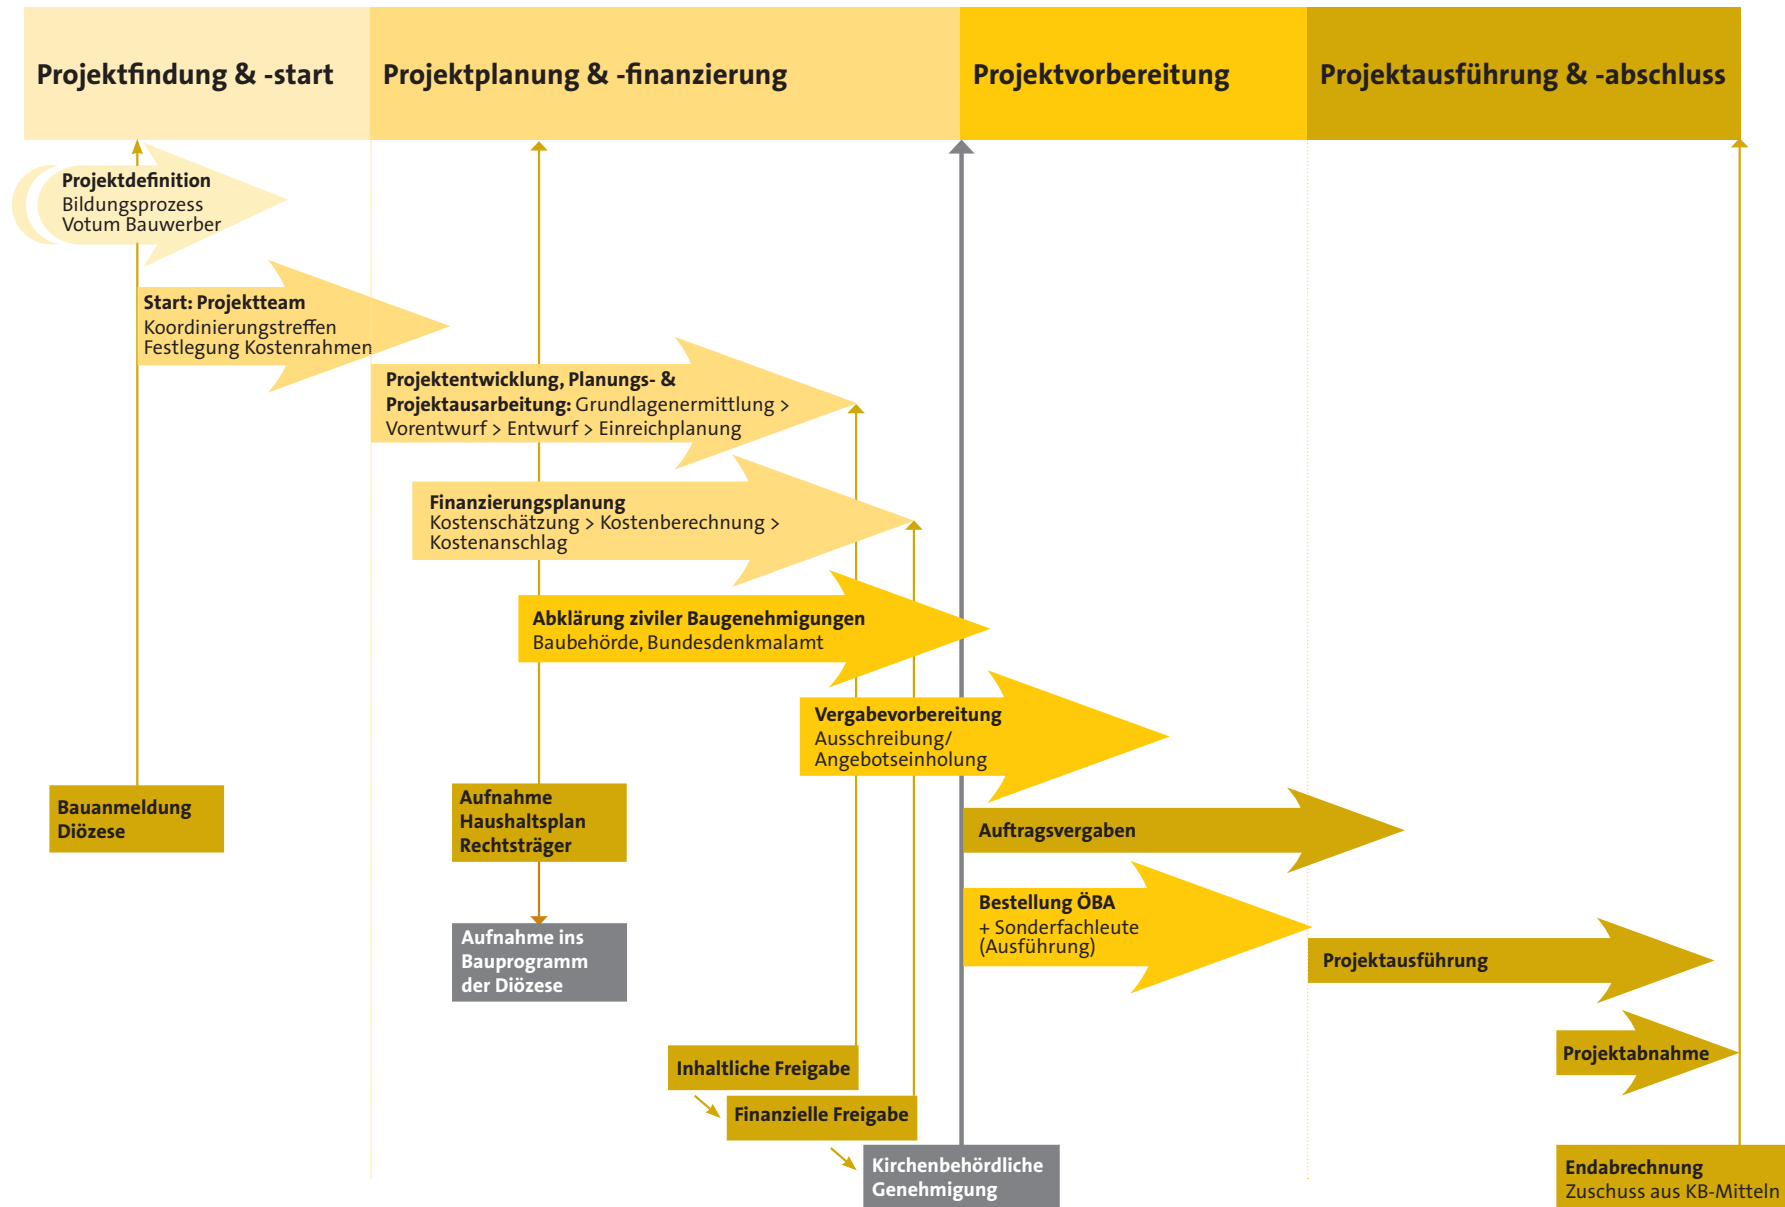 Projektfindung & -start
Projektplanung & -finanzierung
Projektvorbereitung
Projektausführung & -abschluss
Projektdefinition
Bildungsprozess
Votum Bauwerber
Start: Projektteam
Koordinierungstreffen
Festlegung Kostenrahmen
Projektentwicklung, Planungs- &
Projektausarbeitung: Grundlagenermittlung >
Vorentwurf > Entwurf > Einreichplanung
Finanzierungsplanung
Kostenschätzung > Kostenberechnung >
Kostenanschlag
Abklärung ziviler Baugenehmigungen
Baubehörde, Bundesdenkmalamt
Vergabevorbereitung
Ausschreibung/
Angebotseinholung
Bauanmeldung
Diözese
Aufnahme
Haushaltsplan
Rechtsträger
Auftragsvergaben
Bestellung ÖBA
+ Sonderfachleute
(Ausführung)
Aufnahme ins
Bauprogramm
der Diözese
Projektausführung
Inhaltliche Freigabe
Projektabnahme
Finanzielle Freigabe
Kirchenbehördliche
Genehmigung
Endabrechnung
Zuschuss aus KB-Mitteln